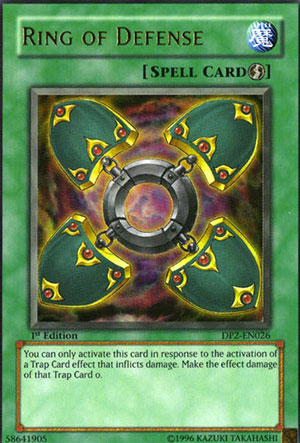 Ring of Defense
魔
[Spell Card]
1st Edition DP2-EN026
You can only activate this card in response to the activation of
a Trap Card effect that inflicts damage. Make the effect damage
of that Trap Card o.
58641905 ©1996 KAZUKI TAKAHASHI